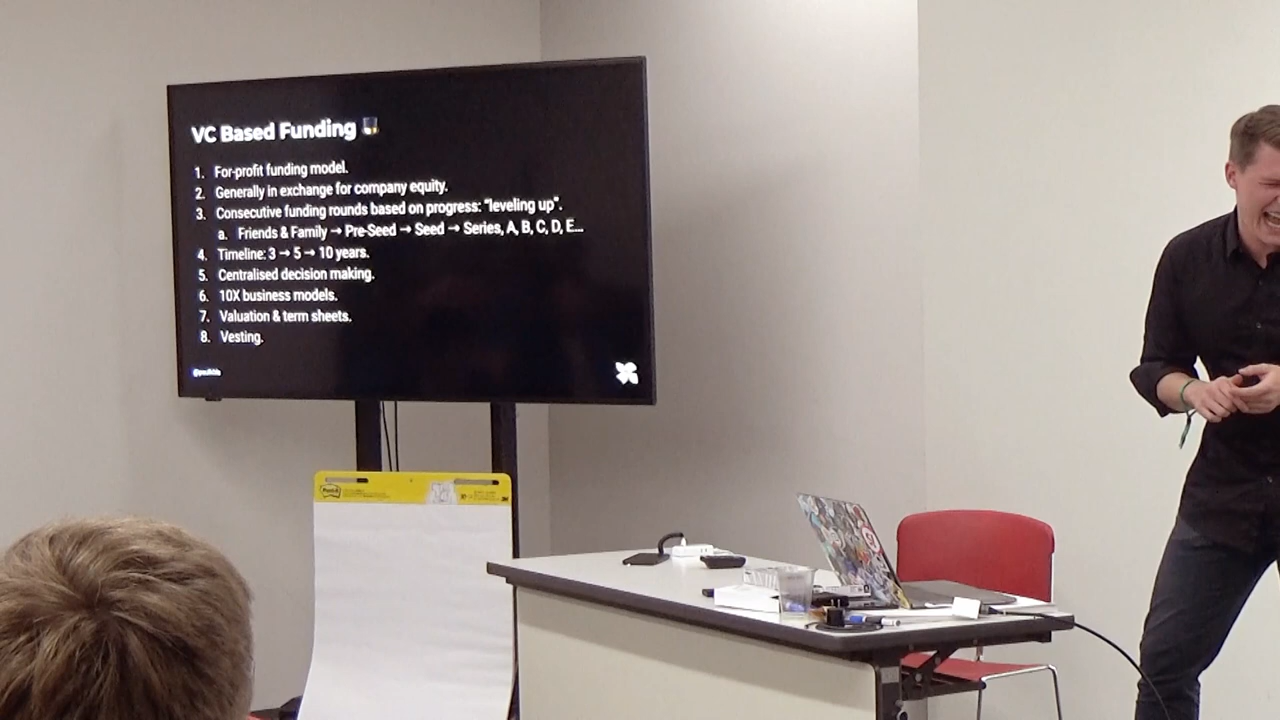 VC Based Funding
1. For-profit funding model.
2. Generally in exchange for company equity.
3. Consecutive funding rounds based on progress: “leveling up”.
a. Friends & Family → Pre-Seed → Seed → Series, A, B, C, D, E...
4. Timeline: 3 → 5 → 10 years.
5. Centralised decision making.
6. 10X business models.
7. Valuation & term sheets.
8. Vesting.
Post-it